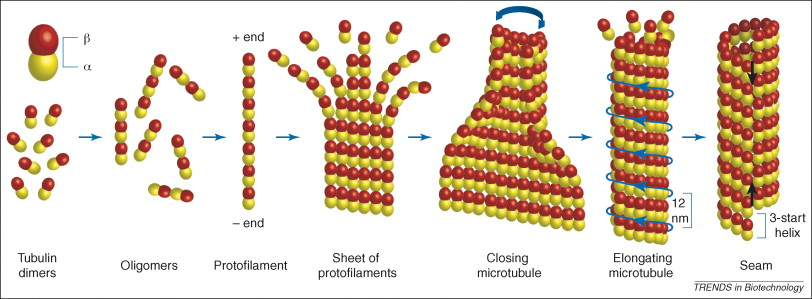 β
α
+ end
− end
12
nm
3-start
helix
Tubulin
dimers
Oligomers
Protofilament
Sheet of
protofilaments
Closing
microtubule
Elongating
microtubule
Seam
TRENDS in Biotechnology